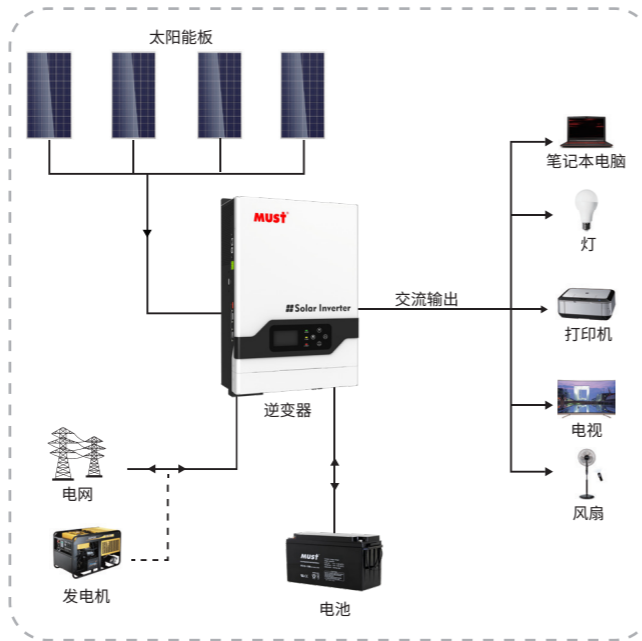 太阳能板
MUST
Solar Inverter
交流输出
笔记本电脑
灯
打印机
电视
风扇
逆变器
电网
发电机
MUST
电池